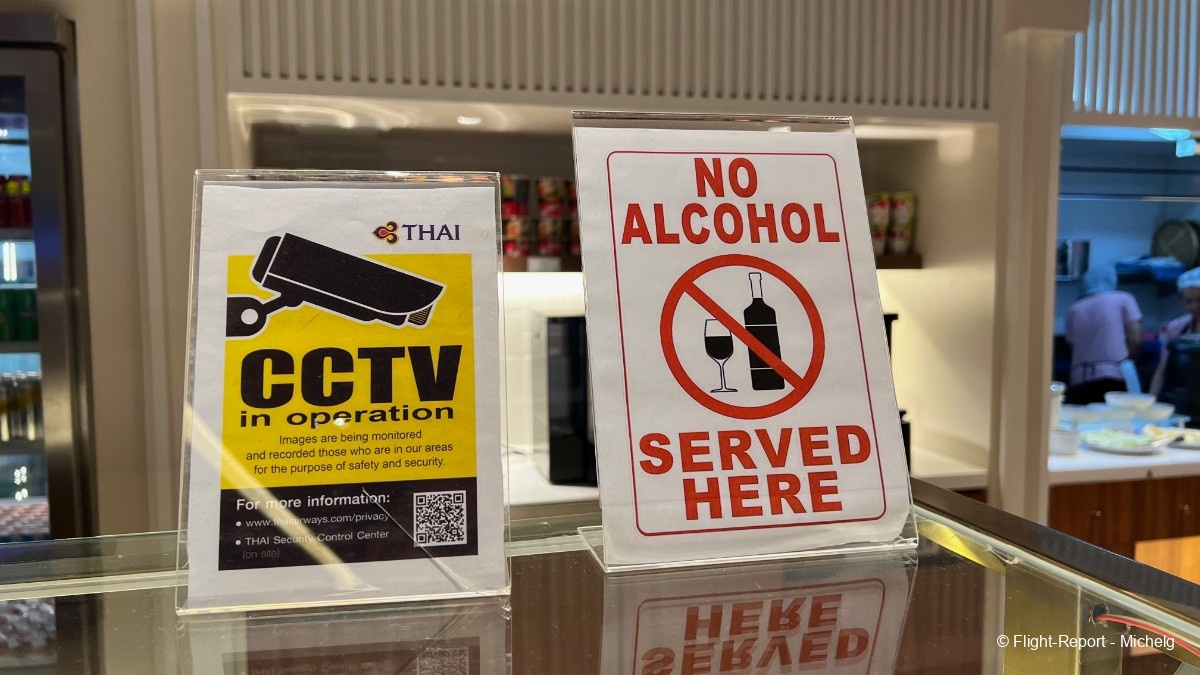 THAI
CCTV
in operation
Images are being monitored
and recorded those who are in our areas
for the purpose of safety and security.
For more information:
• www.thaiairways.com/privacy
• THAI Security Control Center
(on site)
NO
ALCOHOL
SERVED
HERE
HERE
SERVED
© Flight-Report - Michelg